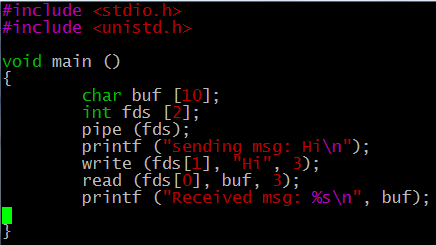 #include <stdio.h>
#include <unistd.h>
void main ()
{
char buf [10];
int fds [2];
pipe (fds);
printf ("sending msg: Hi\n");
write (fds[1], "Hi", 3);
read (fds[0], buf, 3);
printf ("Received msg: %s\n", buf);
}